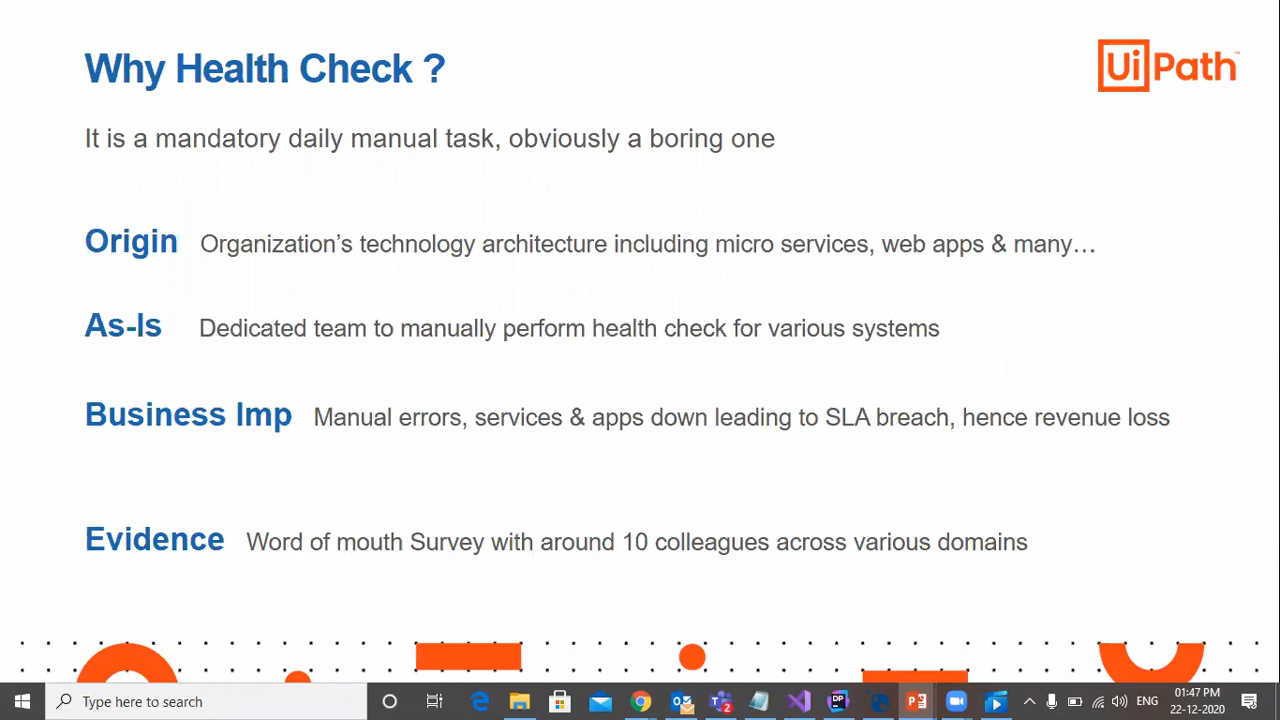 Why Health Check ?
UiPath™
It is a mandatory daily manual task, obviously a boring one
Origin Organization’s technology architecture including micro services, web apps & many…
As-Is Dedicated team to manually perform health check for various systems
Business Imp Manual errors, services & apps down leading to SLA breach, hence revenue loss
Evidence Word of mouth Survey with around 10 colleagues across various domains
Type here to search
ENG
01:47 PM
22-12-2020